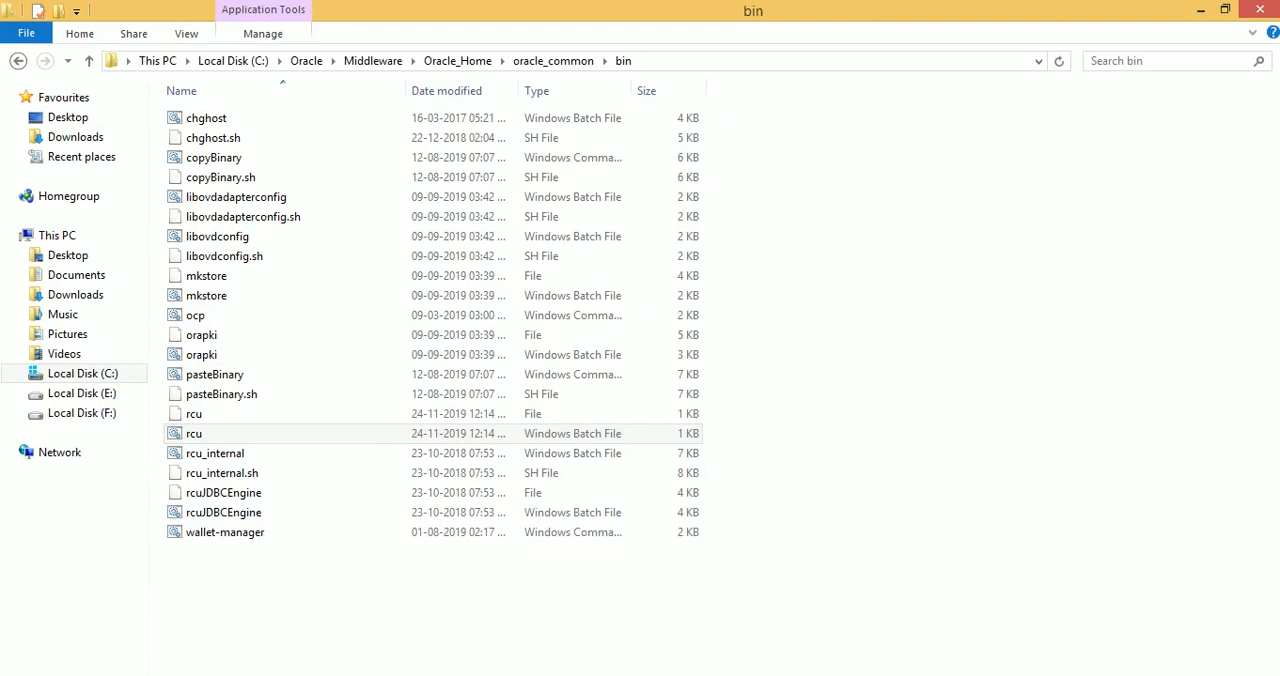 Application Tools
bin
File Home Share View Manage
This PC Local Disk (C:) Oracle Middleware Oracle_Home oracle_common bin
Search bin
Name Date modified Type Size
Favourites
Desktop
Downloads
Recent places
Homegroup
This PC
Desktop
Documents
Downloads
Music
Pictures
Videos
Local Disk (C:)
Local Disk (E:)
Local Disk (F:)
Network
chghost 16-03-2017 05:21 ... Windows Batch File 4 KB
chghost.sh 22-12-2018 02:04 ... SH File 5 KB
copyBinary 12-08-2019 07:07 ... Windows Comma... 6 KB
copyBinary.sh 12-08-2019 07:07 ... SH File 6 KB
libovdadapterconfig 09-09-2019 03:42 ... Windows Batch File 2 KB
libovdadapterconfig.sh 09-09-2019 03:42 ... SH File 2 KB
libovdconfig 09-09-2019 03:42 ... Windows Batch File 2 KB
libovdconfig.sh 09-09-2019 03:42 ... SH File 2 KB
mkstore 09-09-2019 03:39 ... File 4 KB
mkstore 09-09-2019 03:39 ... Windows Batch File 2 KB
ocp 09-03-2019 03:00 ... Windows Comma... 2 KB
orapki 09-09-2019 03:39 ... File 5 KB
orapki 09-09-2019 03:39 ... Windows Batch File 3 KB
pasteBinary 12-08-2019 07:07 ... Windows Comma... 7 KB
pasteBinary.sh 12-08-2019 07:07 ... SH File 7 KB
rcu 24-11-2019 12:14 ... File 1 KB
rcu 24-11-2019 12:14 ... Windows Batch File 1 KB
rcu_internal 23-10-2018 07:53 ... Windows Batch File 7 KB
rcu_internal.sh 23-10-2018 07:53 ... SH File 8 KB
rcuJDBCEngine 23-10-2018 07:53 ... File 4 KB
rcuJDBCEngine 23-10-2018 07:53 ... Windows Batch File 4 KB
wallet-manager 01-08-2019 02:17 ... Windows Comma... 2 KB